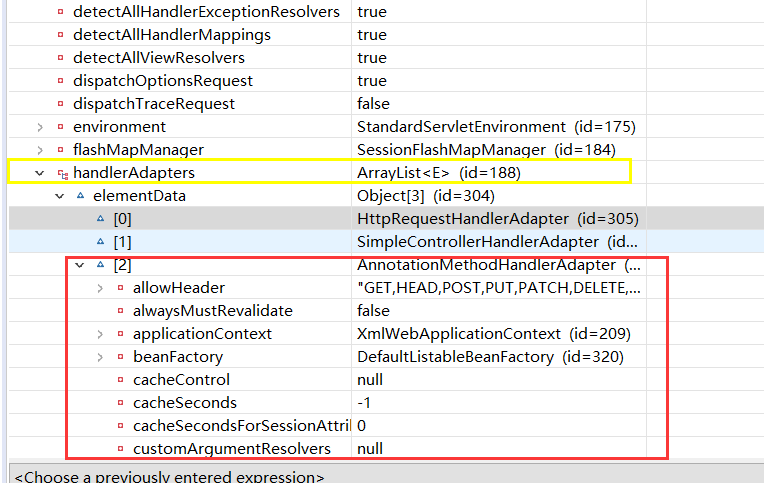 detectAllHandlerExceptionResolvers true
detectAllHandlerMappings true
detectAllViewResolvers true
dispatchOptionsRequest true
dispatchTraceRequest false
environment StandardServletEnvironment (id=175)
flashMapManager SessionFlashMapManager (id=184)
handlerAdapters ArrayList<E> (id=188)
elementData Object[3] (id=304)
[0] HttpRequestHandlerAdapter (id=305)
[1] SimpleControllerHandlerAdapter (id...
[2] AnnotationMethodHandlerAdapter (...
allowHeader "GET,HEAD,POST,PUT,PATCH,DELETE,...
alwaysMustRevalidate false
applicationContext XmlWebApplicationContext (id=209)
beanFactory DefaultListableBeanFactory (id=320)
cacheControl null
cacheSeconds -1
cacheSecondsForSessionAttri 0
customArgumentResolvers null
<Choose a previously entered expression>